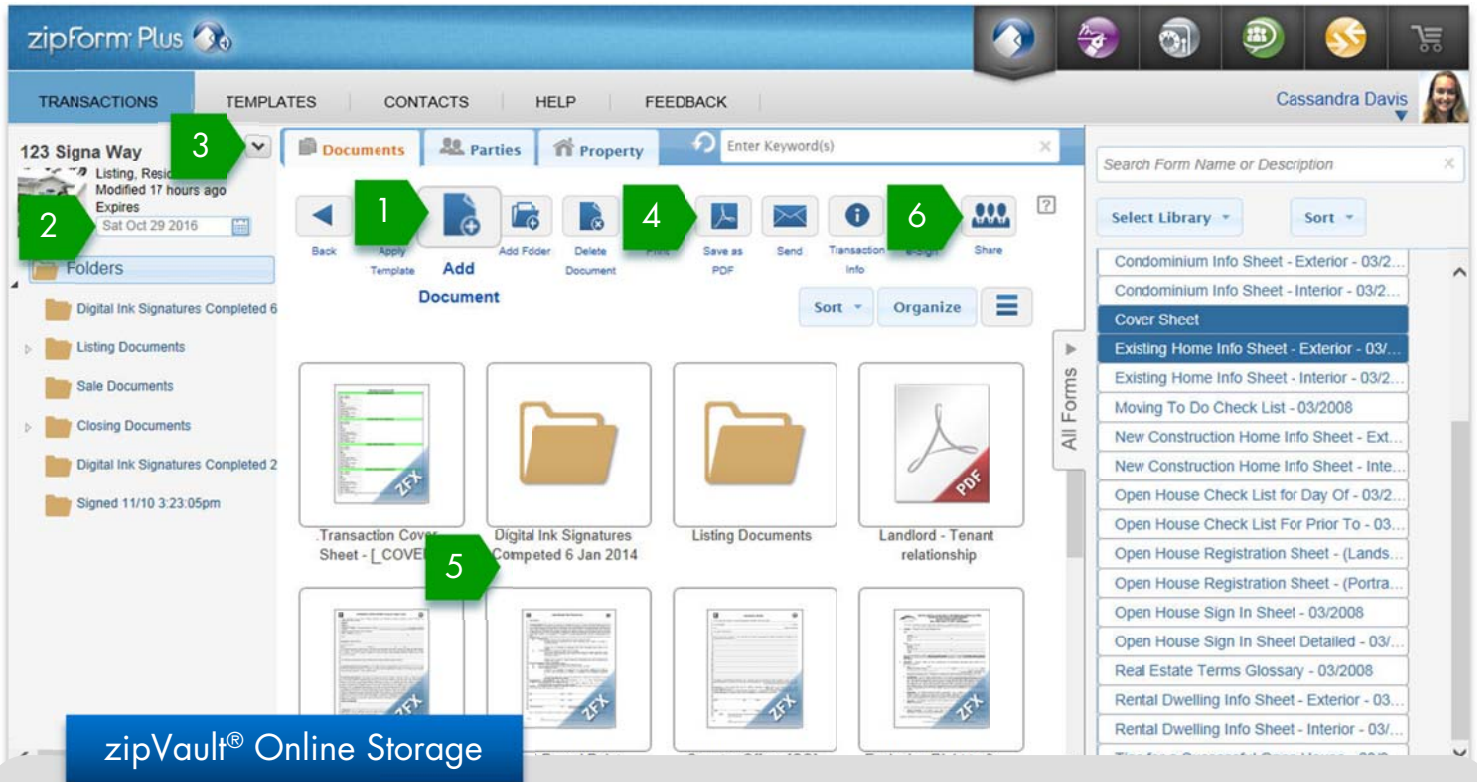 zipForm Plus
TRANSACTIONS TEMPLATES CONTACTS HELP FEEDBACK
Cassandra Davis
123 Signa Way
3
Listing,
Modified 17 hours ago
Expires
2
Sat Oct 29 2016
Folders
Digital Ink Signatures Completed 6
Listing Documents
Sale Documents
Closing Documents
Digital Ink Signatures Completed 2
Signed 11/10 3:23:05pm
Documents Parties Property
Enter Keyword(s)
1
4
6
?
Back
Apply Template
Add Document
Add Folder
Delete Document
Print
Save as PDF
Send
Transaction Info
Share
Sort Organize
Transaction Cover Sheet - [ COVE
ZFX
Digital Ink Signatures Competed 6 Jan 2014
Listing Documents
PDF
Landlord - Tenant relationship
5
ZFX
ZFX
ZFX
ZFX
All Forms
Search Form Name or Description
Select Library Sort
Condominium Info Sheet - Exterior - 03/2...
Condominium Info Sheet - Interior - 03/2...
Cover Sheet
Existing Home Info Sheet - Exterior - 03/...
Existing Home Info Sheet - Interior - 03/2...
Moving To Do Check List - 03/2008
New Construction Home Info Sheet - Ext...
New Construction Home Info Sheet - Inte...
Open House Check List for Day Of - 03/2...
Open House Check List For Prior To - 03...
Open House Registration Sheet - (Lands...
Open House Registration Sheet - (Portra...
Open House Sign In Sheet - 03/2008
Open House Sign In Sheet Detailed - 03/...
Real Estate Terms Glossary - 03/2008
Rental Dwelling Info Sheet - Exterior - 03...
Rental Dwelling Info Sheet - Interior - 03/...
zipVault® Online Storage